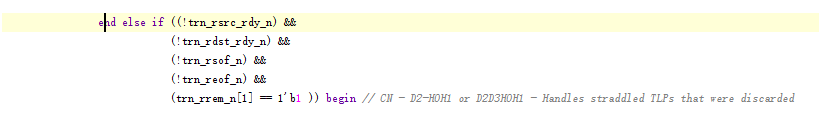 end else if ((!trn_rsrc_rdy_n) &&
(!trn_rdst_rdy_n) &&
(!trn_rsof_n) &&
(!trn_reof_n) &&
(trn_rrem_n[1] == 1'b1 )) begin // CN - D2-H0H1 or D2D3H0H1 - Handles straddled TLPs that were discarded